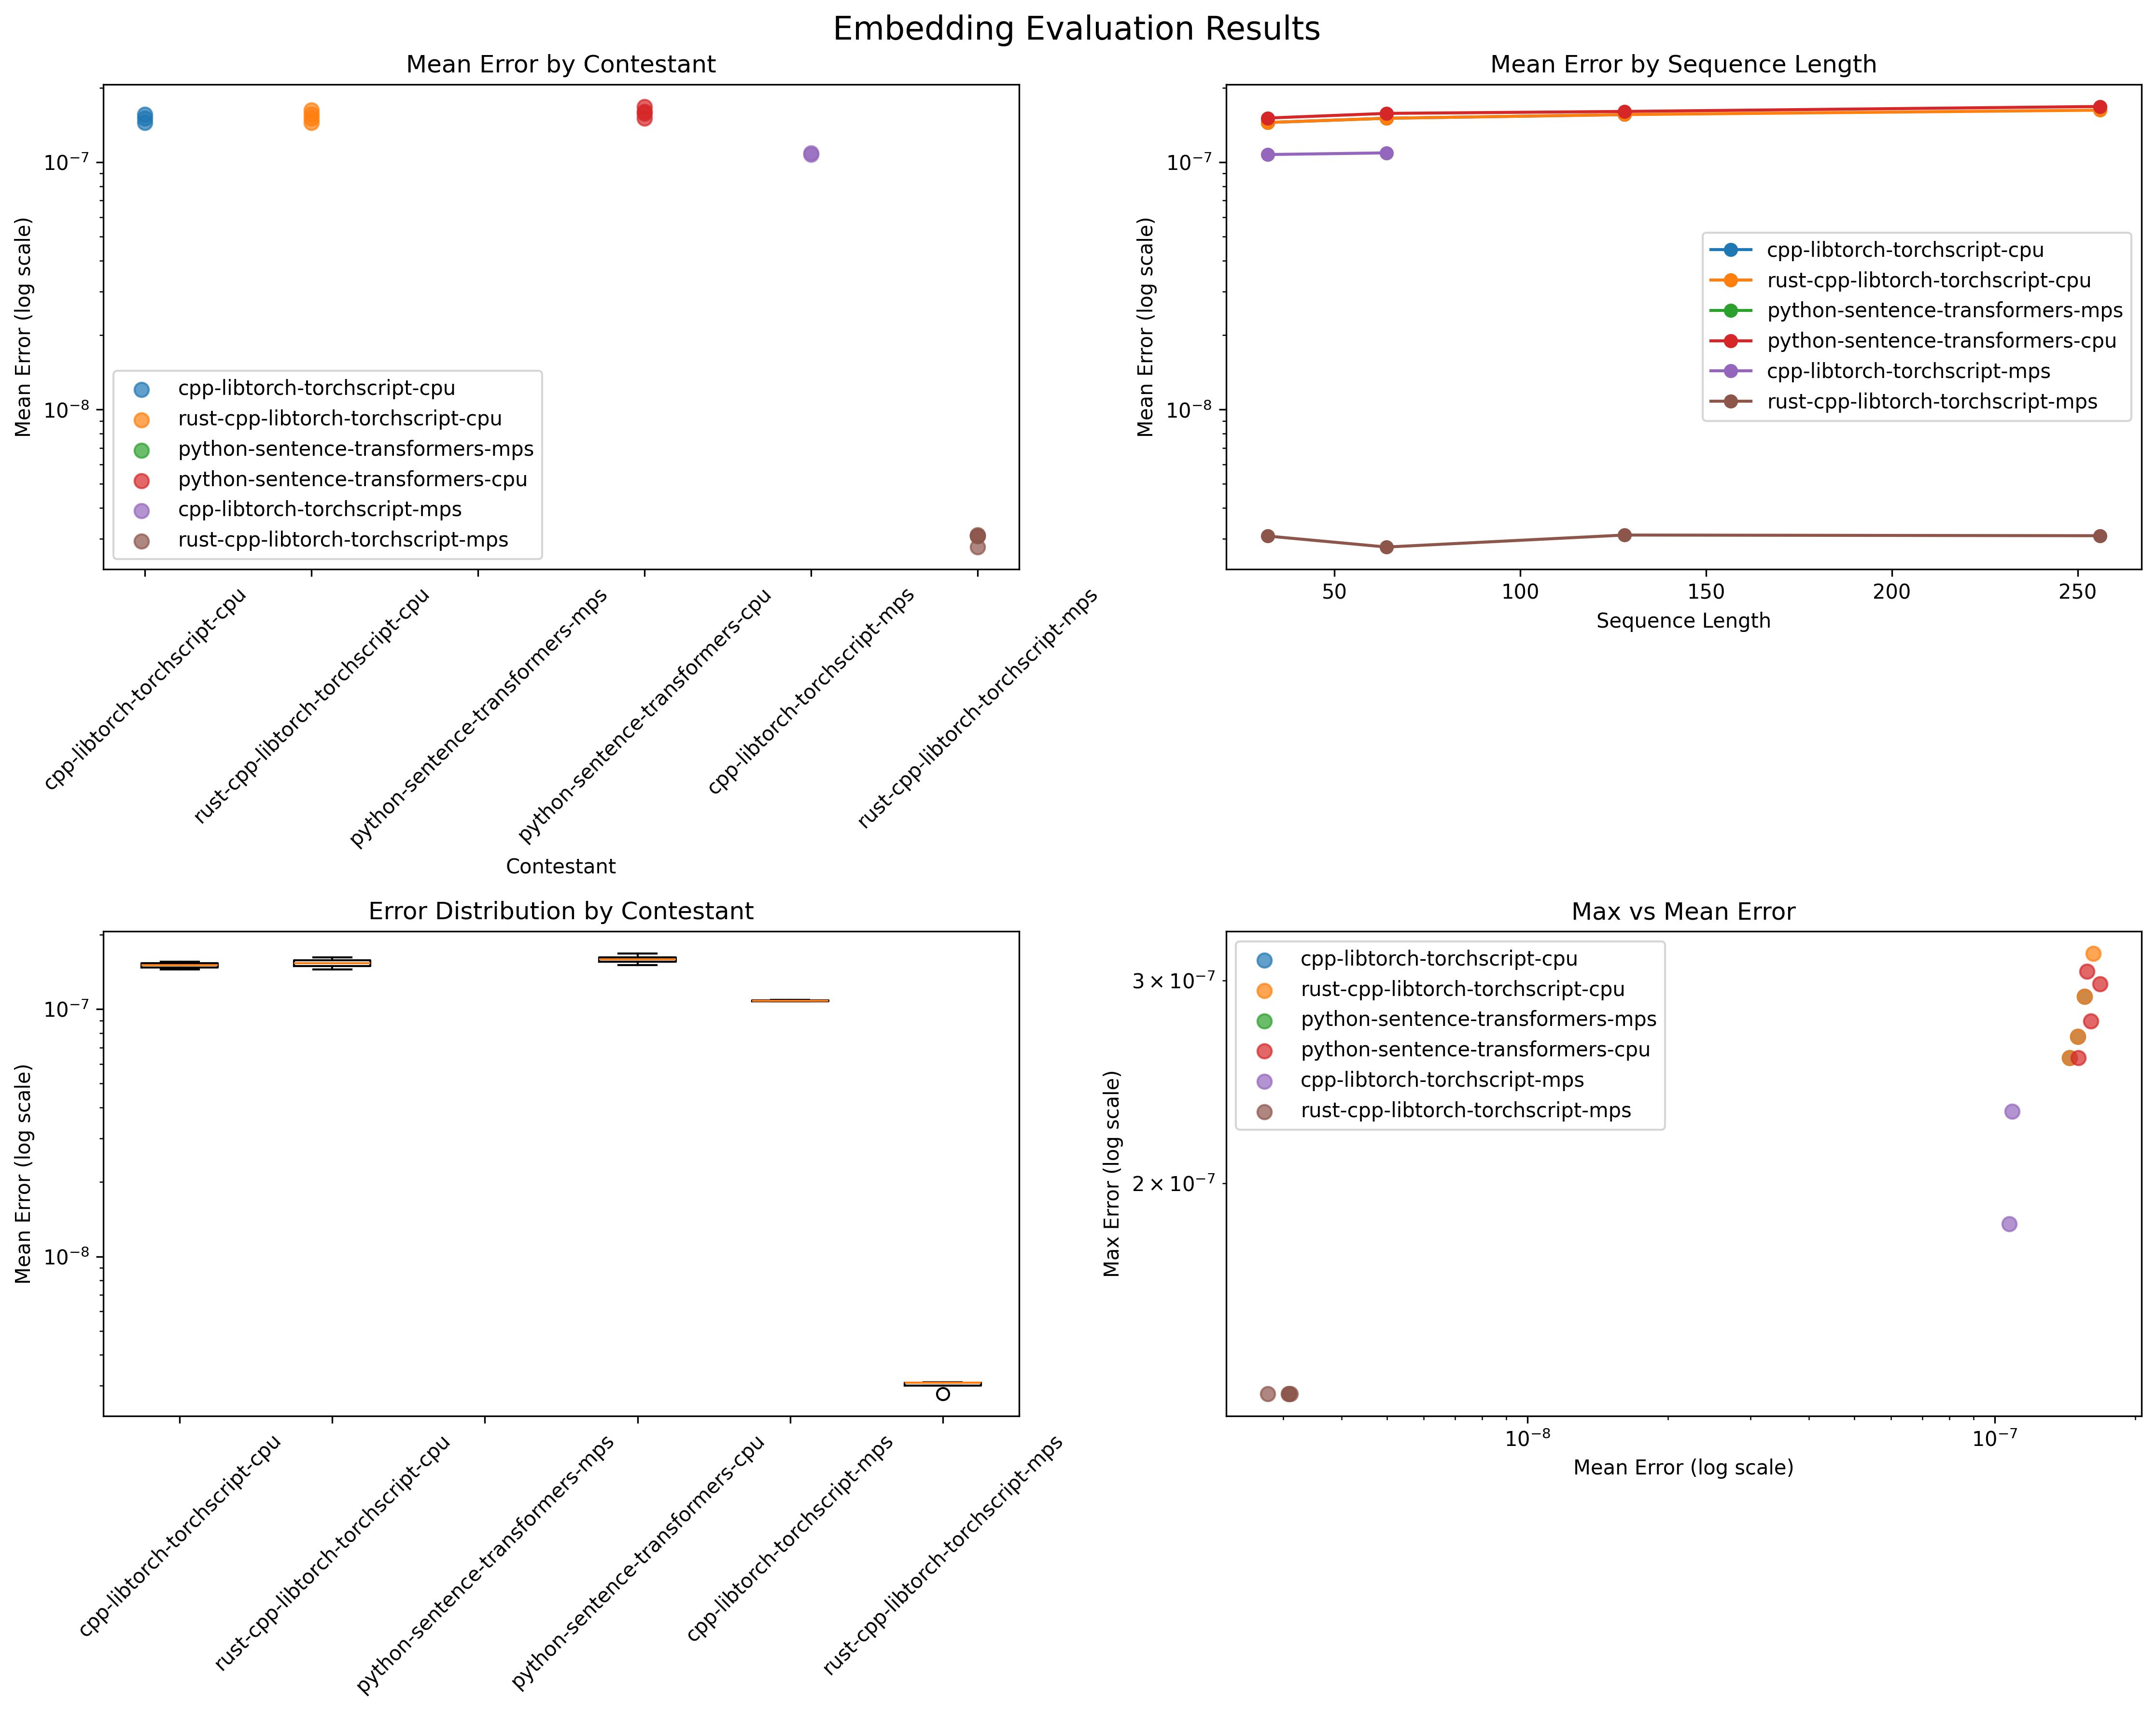 Embedding Evaluation Results
Mean Error by Contestant
Mean Error (log scale)
10⁻⁷
10⁻⁸
cpp-libtorch-torchscript-cpu
rust-cpp-libtorch-torchscript-cpu
python-sentence-transformers-mps
python-sentence-transformers-cpu
cpp-libtorch-torchscript-mps
rust-cpp-libtorch-torchscript-mps
cpp-libtorch-torchscript-cpu
rust-cpp-libtorch-torchscript-cpu
python-sentence-transformers-mps
python-sentence-transformers-cpu
cpp-libtorch-torchscript-mps
rust-cpp-libtorch-torchscript-mps
Contestant
Mean Error by Sequence Length
Mean Error (log scale)
10⁻⁷
10⁻⁸
cpp-libtorch-torchscript-cpu
rust-cpp-libtorch-torchscript-cpu
python-sentence-transformers-mps
python-sentence-transformers-cpu
cpp-libtorch-torchscript-mps
rust-cpp-libtorch-torchscript-mps
50 100 150 200 250
Sequence Length
Error Distribution by Contestant
Mean Error (log scale)
10⁻⁷
10⁻⁸
cpp-libtorch-torchscript-cpu
rust-cpp-libtorch-torchscript-cpu
python-sentence-transformers-mps
python-sentence-transformers-cpu
cpp-libtorch-torchscript-mps
rust-cpp-libtorch-torchscript-mps
Max vs Mean Error
Max Error (log scale)
3 × 10⁻⁷
2 × 10⁻⁷
cpp-libtorch-torchscript-cpu
rust-cpp-libtorch-torchscript-cpu
python-sentence-transformers-mps
python-sentence-transformers-cpu
cpp-libtorch-torchscript-mps
rust-cpp-libtorch-torchscript-mps
10⁻⁸ 10⁻⁷
Mean Error (log scale)